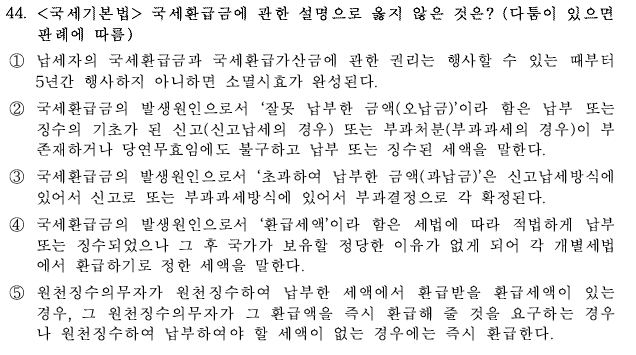 44. <국세기본법> 국세환급금에 관한 설명으로 옳지 않은 것은? (다툼이 있으면
판례에 따름)
① 납세자의 국세환급금과 국세환급가산금에 관한 권리는 행사할 수 있는 때부터
5년간 행사하지 아니하면 소멸시효가 완성된다.
② 국세환급금의 발생원인으로서 ‘잘못 납부한 금액(오납금)’이라 함은 납부 또는
징수의 기초가 된 신고(신고납세의 경우) 또는 부과처분(부과과세의 경우)이 부
존재하거나 당연무효임에도 불구하고 납부 또는 징수된 세액을 말한다.
③ 국세환급금의 발생원인으로서 ‘초과하여 납부한 금액(과납금)’은 신고납세방식에
있어서 신고로 또는 부과과세방식에 있어서 부과결정으로 각 확정된다.
④ 국세환급금의 발생원인으로서 ‘환급세액’이라 함은 세법에 따라 적법하게 납부
또는 징수되었으나 그 후 국가가 보유할 정당한 이유가 없게 되어 각 개별세법
에서 환급하기로 정한 세액을 말한다.
⑤ 원천징수의무자가 원천징수하여 납부한 세액에서 환급받을 환급세액이 있는
경우, 그 원천징수의무자가 그 환급액을 즉시 환급해 줄 것을 요구하는 경우
나 원천징수하여 납부하여야 할 세액이 없는 경우에는 즉시 환급한다.